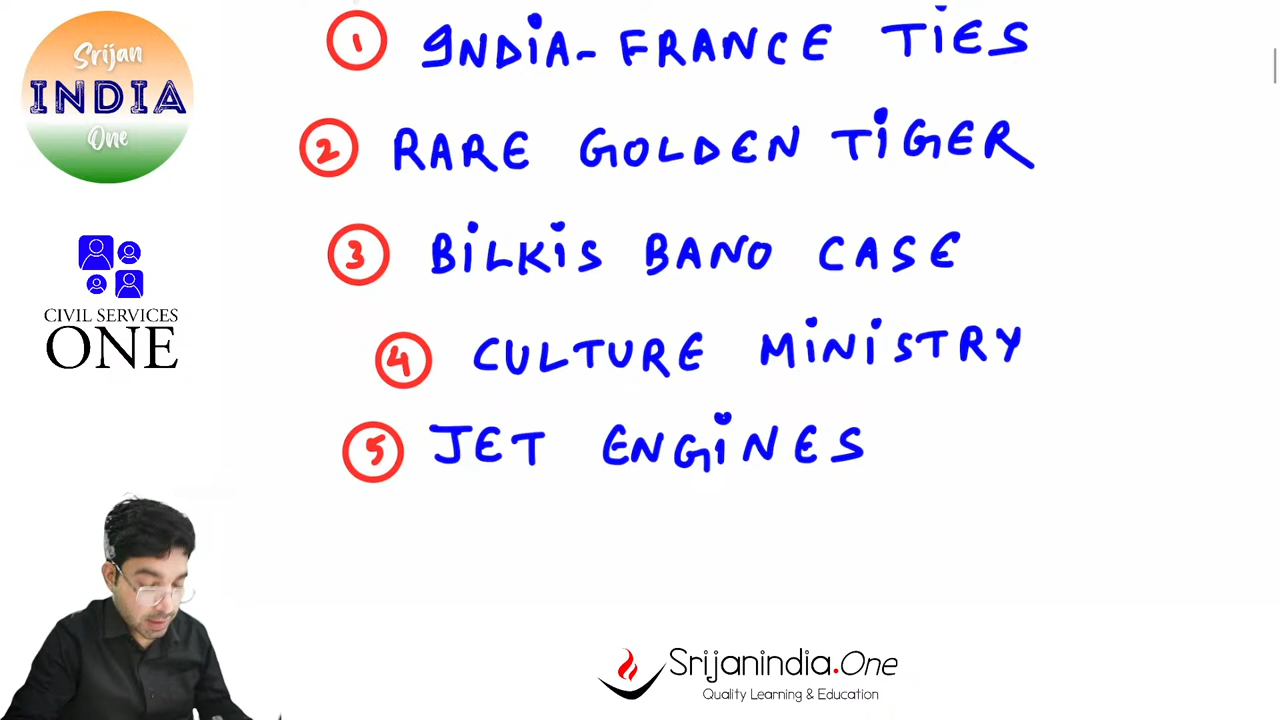 Srijan
INDIA
One
CIVIL SERVICES
ONE
1 INDIA-FRANCE TIES
2 RARE GOLDEN TIGER
3 BILKIS BANO CASE
4 CULTURE MINISTRY
5 JET ENGINES
Srijanindia.One
Quality Learning & Education